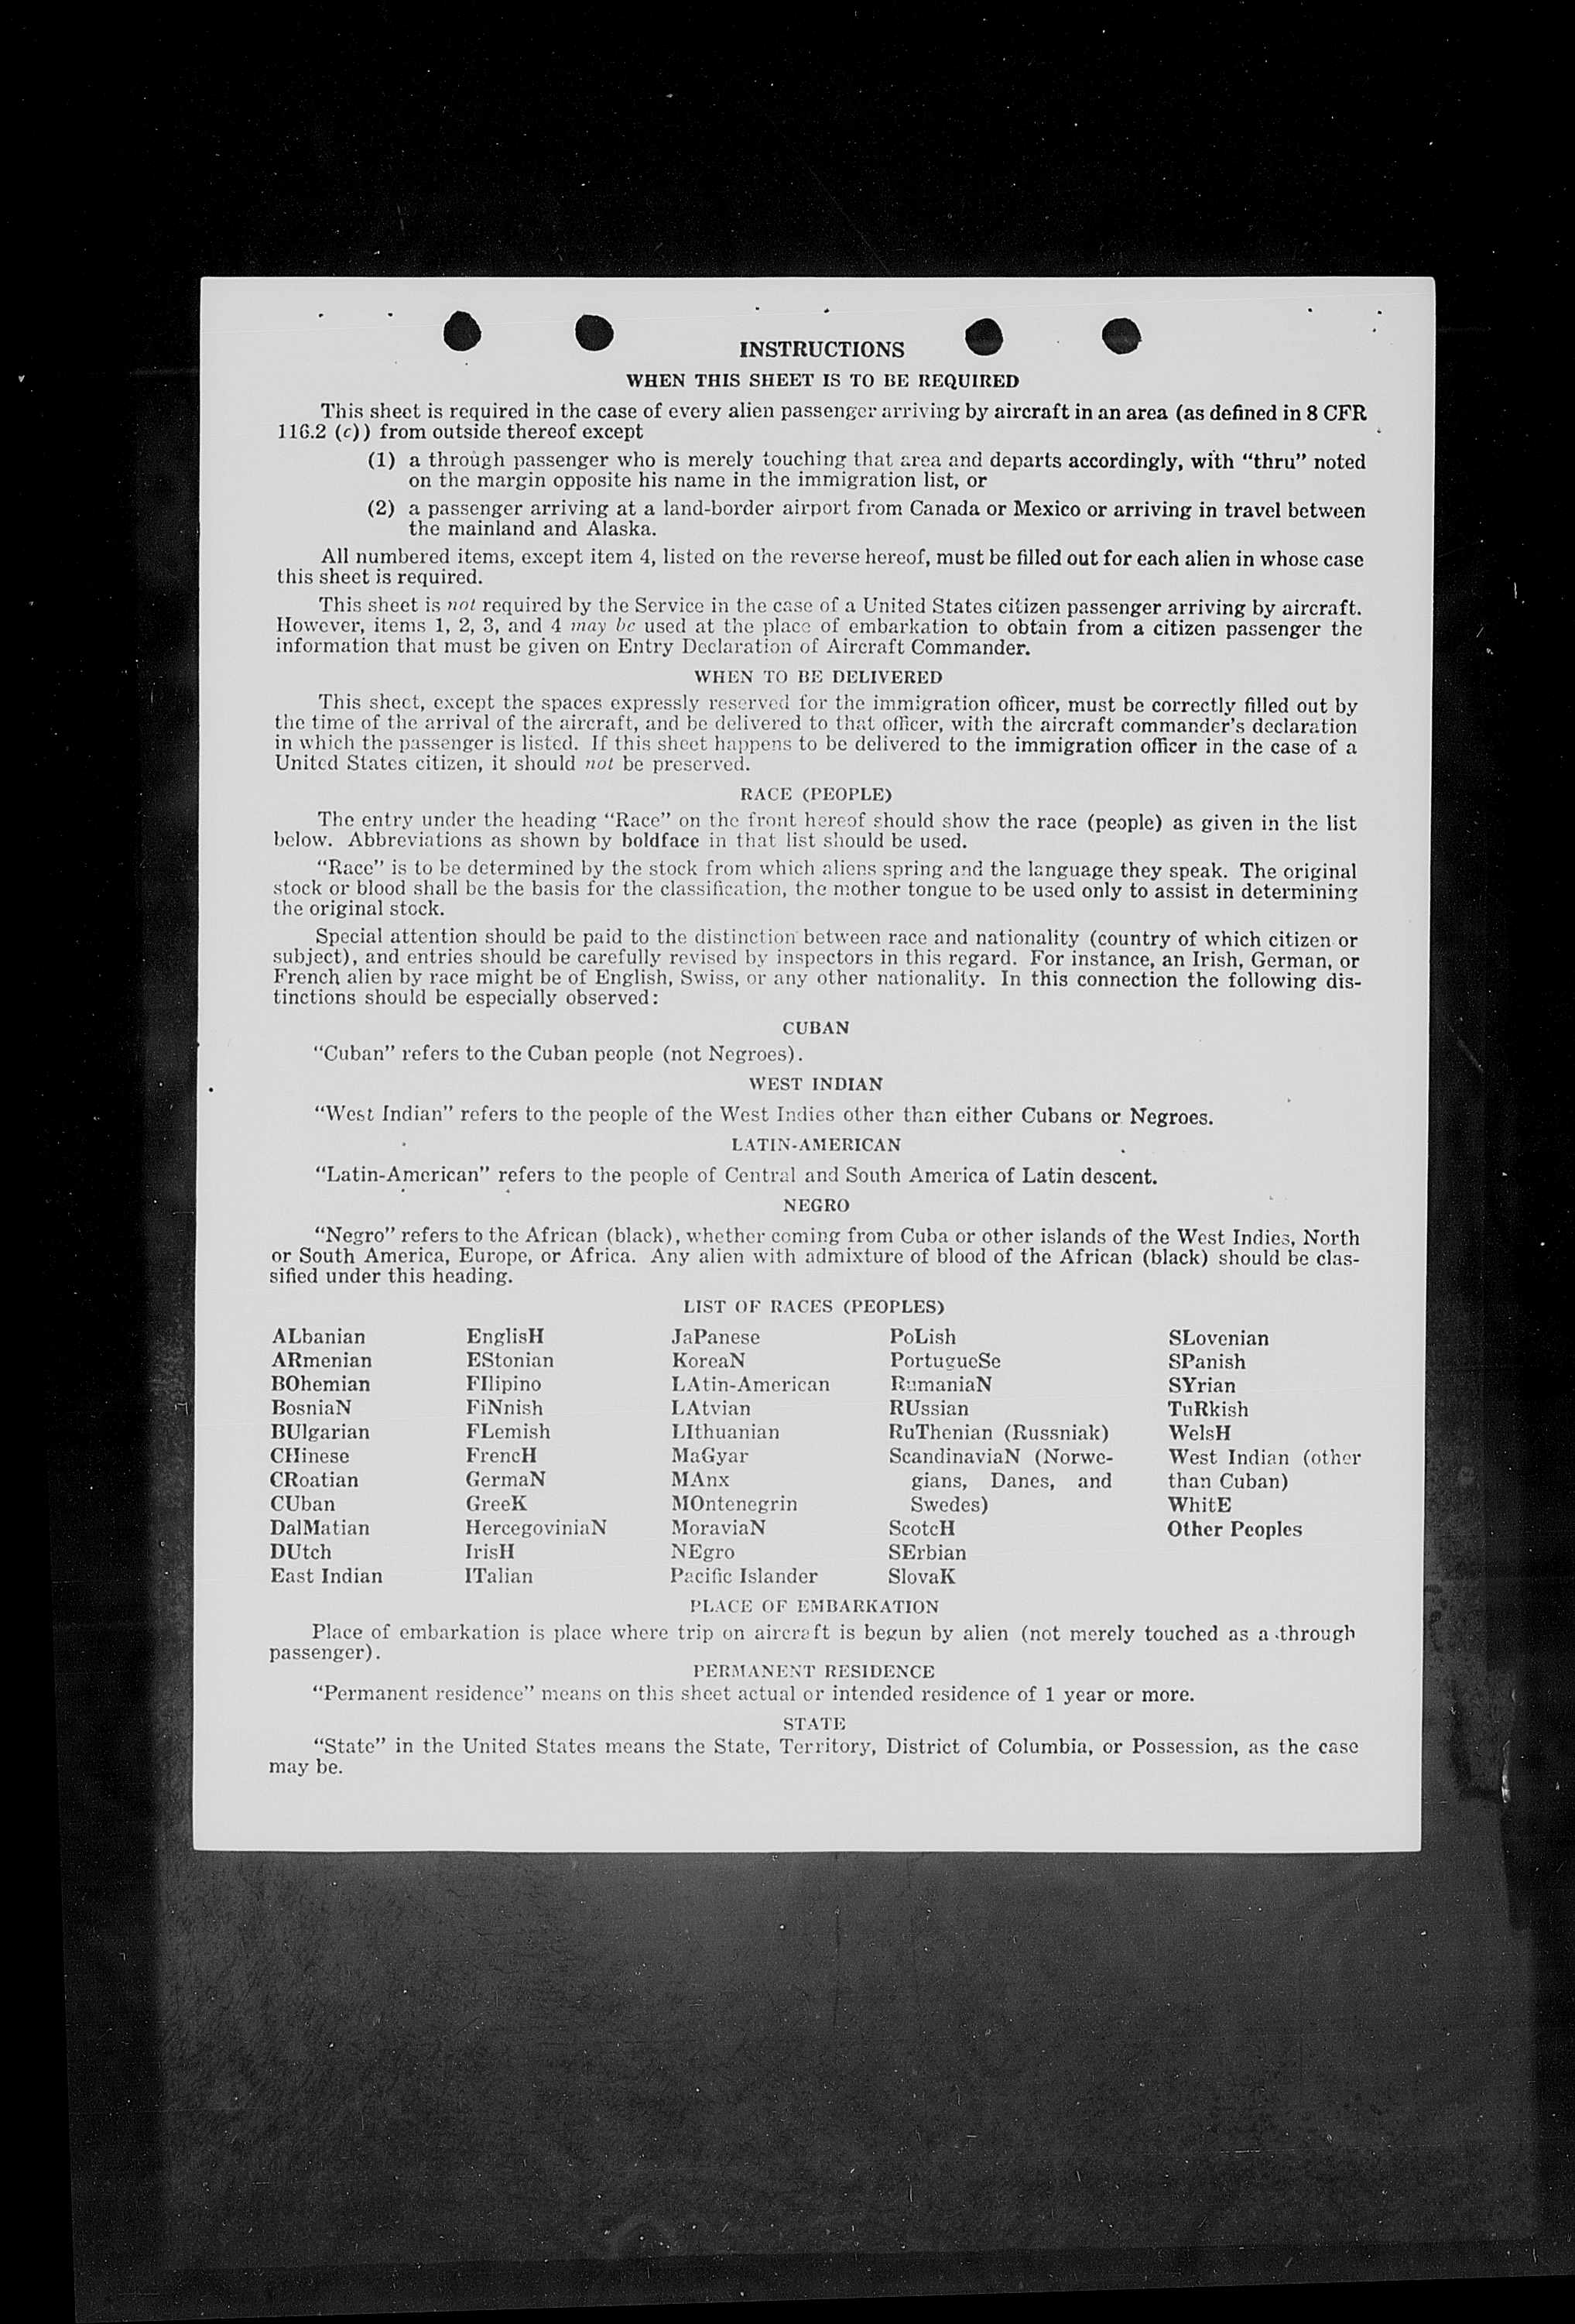 INSTRUCTIONS
WHEN THIS SHEET IS TO BE REQUIRED
This sheet is required in the case of every alien passenger arriving by aircraft in an area (as defined in 8 CFR
116.2 (c)) from outside thereof except
(1) a through passenger who is merely touching that area and departs accordingly, with “thru” noted
on the margin opposite his name in the immigration list, or
(2) a passenger arriving at a land-border airport from Canada or Mexico or arriving in travel between
the mainland and Alaska.
All numbered items, except item 4, listed on the reverse hereof, must be filled out for each alien in whose case
this sheet is required.
This sheet is not required by the Service in the case of a United States citizen passenger arriving by aircraft.
However, items 1, 2, 3, and 4 may be used at the place of embarkation to obtain from a citizen passenger the
information that must be given on Entry Declaration of Aircraft Commander.
WHEN TO BE DELIVERED
This sheet, except the spaces expressly reserved for the immigration officer, must be correctly filled out by
the time of the arrival of the aircraft, and be delivered to that officer, with the aircraft commander’s declaration
in which the passenger is listed. If this sheet happens to be delivered to the immigration officer in the case of a
United States citizen, it should not be preserved.
RACE (PEOPLE)
The entry under the heading “Race” on the front hereof should show the race (people) as given in the list
below. Abbreviations as shown by boldface in that list should be used.
“Race” is to be determined by the stock from which aliens spring and the language they speak. The original
stock or blood shall be the basis for the classification, the mother tongue to be used only to assist in determining
the original stock.
Special attention should be paid to the distinction between race and nationality (country of which citizen or
subject), and entries should be carefully revised by inspectors in this regard. For instance, an Irish, German, or
French alien by race might be of English, Swiss, or any other nationality. In this connection the following dis-
tinctions should be especially observed:
CUBAN
“Cuban” refers to the Cuban people (not Negroes).
WEST INDIAN
“West Indian” refers to the people of the West Indies other than either Cubans or Negroes.
LATIN-AMERICAN
“Latin-American” refers to the people of Central and South America of Latin descent.
NEGRO
“Negro” refers to the African (black), whether coming from Cuba or other islands of the West Indies, North
or South America, Europe, or Africa. Any alien with admixture of blood of the African (black) should be clas-
sified under this heading.
LIST OF RACES (PEOPLES)
ALbanian
ARmenian
BOhemian
BosniaN
BUlgarian
CHinese
CRoatian
CUban
DalMatian
DUtch
East Indian
EnglisH
EStonian
FIlipino
FiNnish
FLemish
FrencH
GermaN
GreeK
HercegoviniaN
IrisH
ITalian
JaPanese
KoreaN
LAtin-American
LAtvian
LIthuanian
MaGyar
MAnx
MOntenegrin
MoraviaN
NEgro
Pacific Islander
PoLish
PortugueSe
RumaniaN
RUssian
RuThenian (Russniak)
ScandinaviaN (Norwe-
gians, Danes, and
Swedes)
ScotcH
SErbian
SlovaK
SLovenian
SPanish
SYrian
TuRkish
WelsH
West Indian (other
than Cuban)
WhitE
Other Peoples
PLACE OF EMBARKATION
Place of embarkation is place where trip on aircraft is begun by alien (not merely touched as a through
passenger).
PERMANENT RESIDENCE
“Permanent residence” means on this sheet actual or intended residence of 1 year or more.
STATE
“State” in the United States means the State, Territory, District of Columbia, or Possession, as the case
may be.